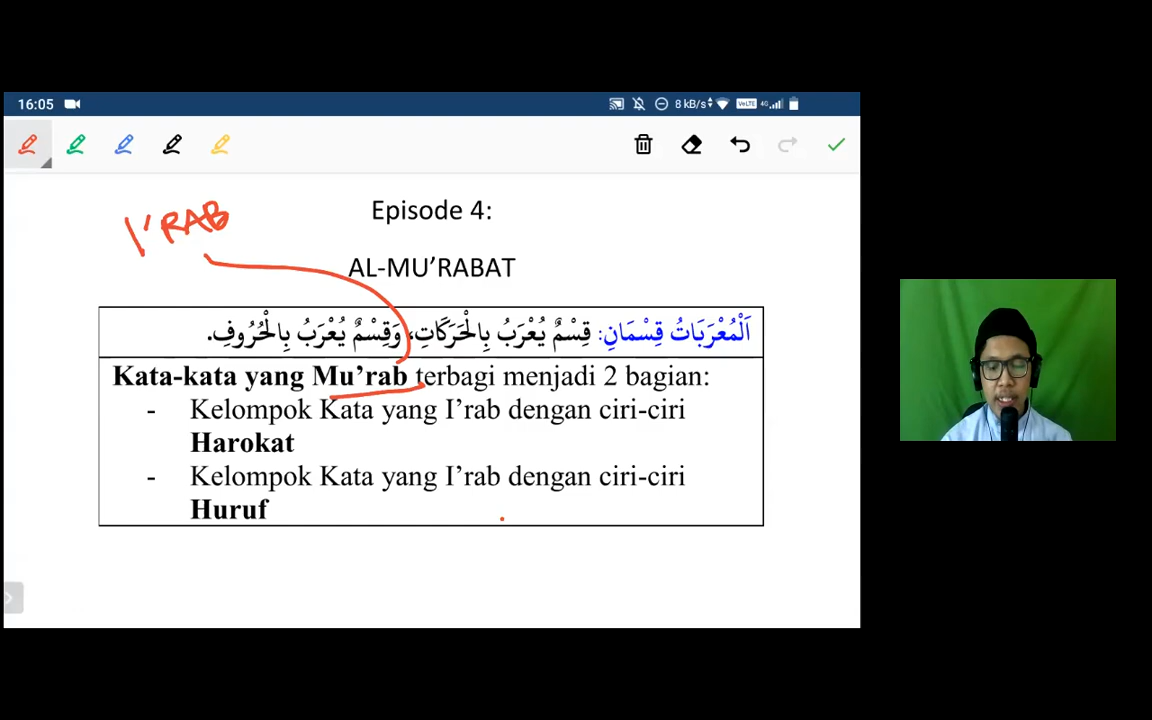 16:05
8 kB/s VoLTE 4G
I'RAB
Episode 4:
AL-MU’RABAT
اَلْمُعْرَبَاتُ قِسْمَانِ: قِسْمٌ يُعْرَبُ بِالْحَرَكَاتِ، وَقِسْمٌ يُعْرَبُ بِالْحُرُوفِ.
Kata-kata yang Mu’rab terbagi menjadi 2 bagian:
- Kelompok Kata yang I’rab dengan ciri-ciri
Harokat
- Kelompok Kata yang I’rab dengan ciri-ciri
Huruf